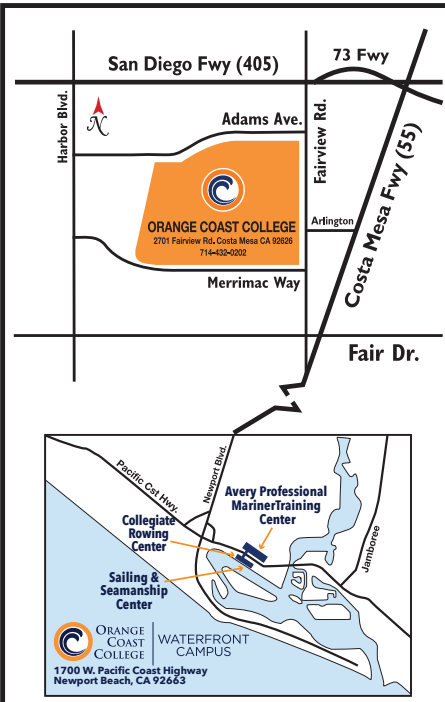 San Diego Fwy (405)
73 Fwy
Harbor Blvd.
N
Adams Ave.
Fairview Rd.
Costa Mesa Fwy (55)
ORANGE COAST COLLEGE
2701 Fairview Rd. Costa Mesa CA 92626
714-432-0202
Arlington
Merrimac Way
Fair Dr.
Pacific Cst Hwy.
Newport Blvd.
Avery Professional
MarinerTraining
Center
Collegiate
Rowing
Center
Jamboree
Sailing &
Seamanship
Center
ORANGE
COAST
COLLEGE
WATERFRONT
CAMPUS
1700 W. Pacific Coast Highway
Newport Beach, CA 92663